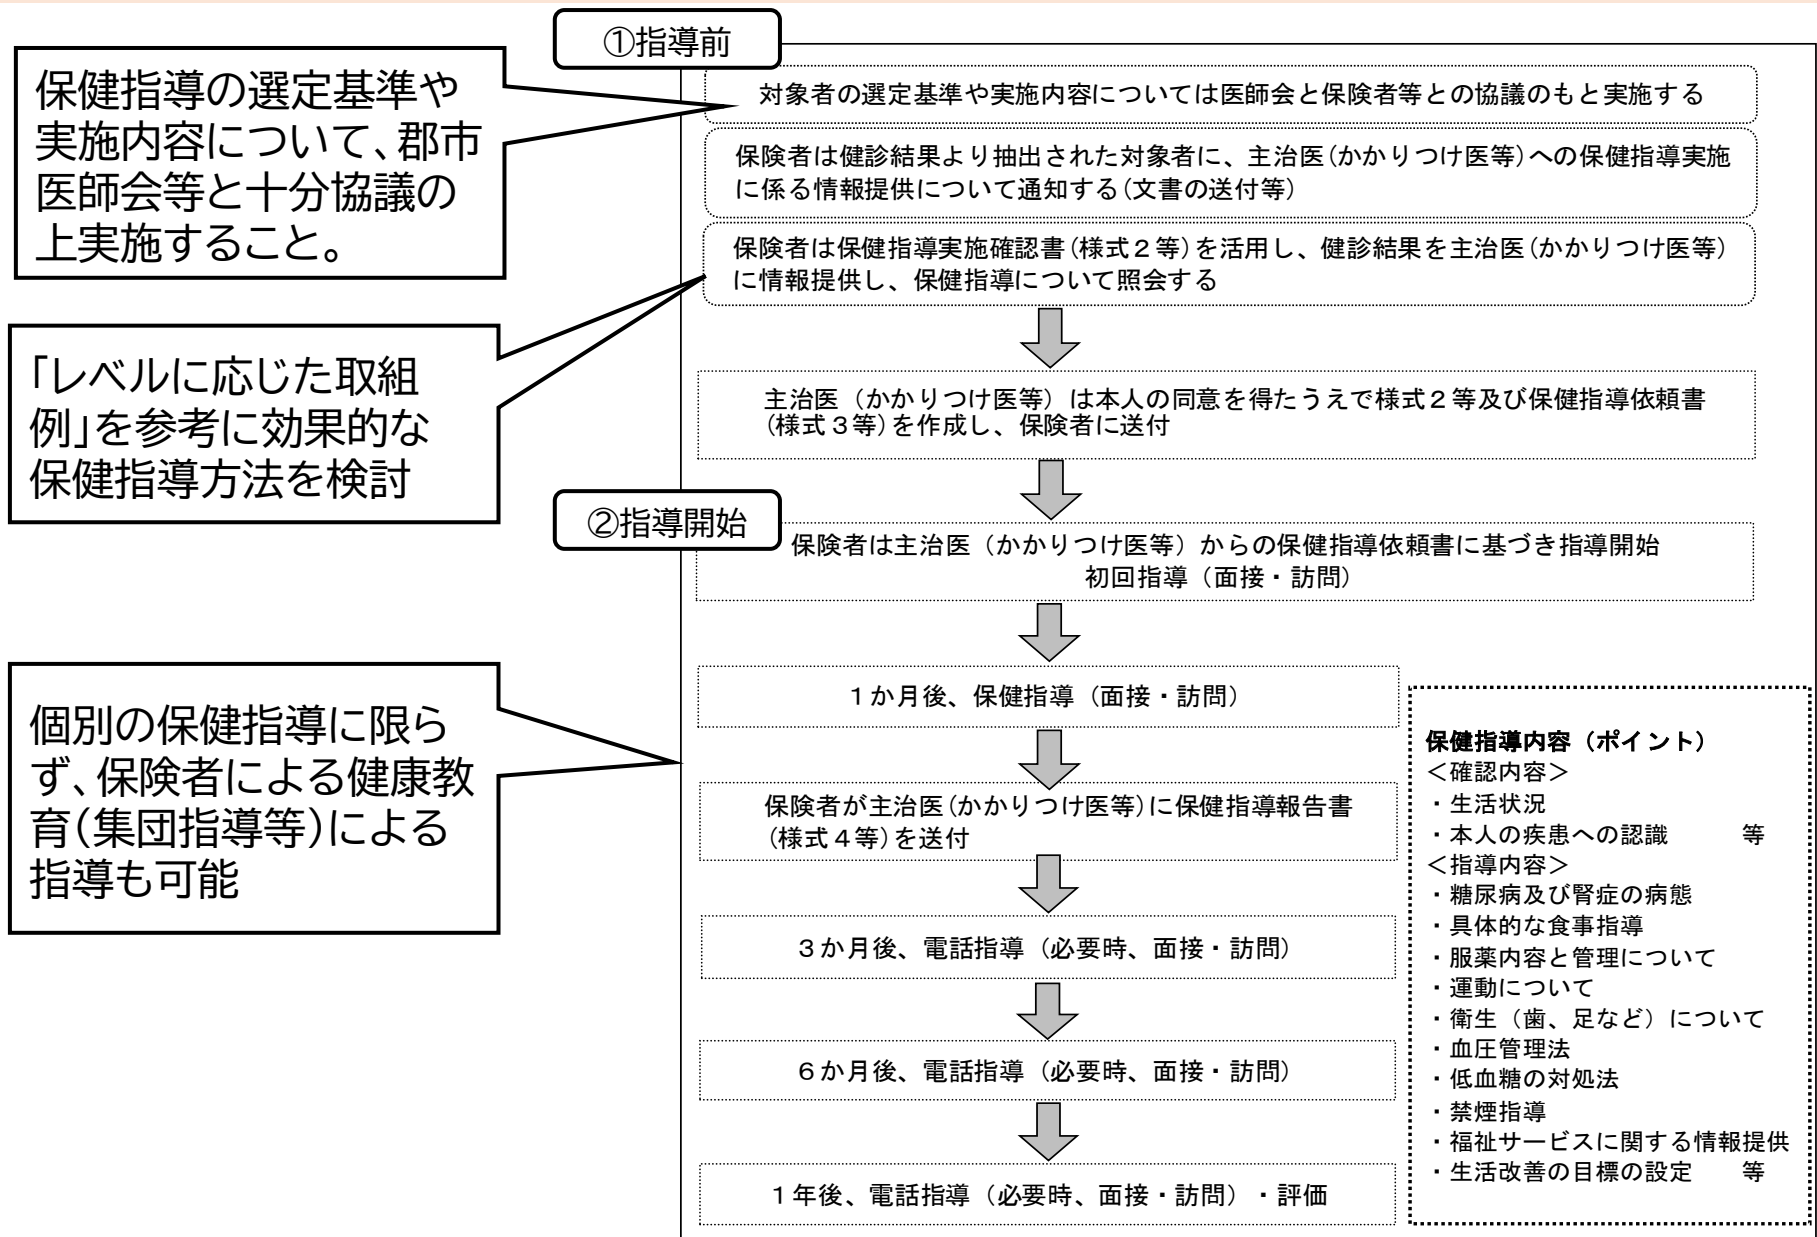 ①指導前
保健指導の選定基準や
実施内容について、郡市
医師会等と十分協議の
上実施すること。
対象者の選定基準や実施内容については医師会と保険者等との協議のもと実施する
保険者は健診結果より抽出された対象者に、主治医(かかりつけ医等)への保健指導実施
に係る情報提供について通知する(文書の送付等)
保険者は保健指導実施確認書(様式２等)を活用し、健診結果を主治医(かかりつけ医等)
に情報提供し、保健指導について照会する
「レベルに応じた取組
例」を参考に効果的な
保健指導方法を検討
主治医（かかりつけ医等）は本人の同意を得たうえで様式２等及び保健指導依頼書
(様式３等)を作成し、保険者に送付
②指導開始
保険者は主治医（かかりつけ医等）からの保健指導依頼書に基づき指導開始
初回指導（面接・訪問）
個別の保健指導に限ら
ず、保険者による健康教
育(集団指導等)による
指導も可能
１か月後、保健指導（面接・訪問）
保険者が主治医(かかりつけ医等)に保健指導報告書
(様式４等)を送付
３か月後、電話指導（必要時、面接・訪問）
６か月後、電話指導（必要時、面接・訪問）
１年後、電話指導（必要時、面接・訪問）・評価
保健指導内容（ポイント）
＜確認内容＞
・生活状況
・本人の疾患への認識　　　等
＜指導内容＞
・糖尿病及び腎症の病態
・具体的な食事指導
・服薬内容と管理について
・運動について
・衛生（歯、足など）について
・血圧管理法
・低血糖の対処法
・禁煙指導
・福祉サービスに関する情報提供
・生活改善の目標の設定　　等